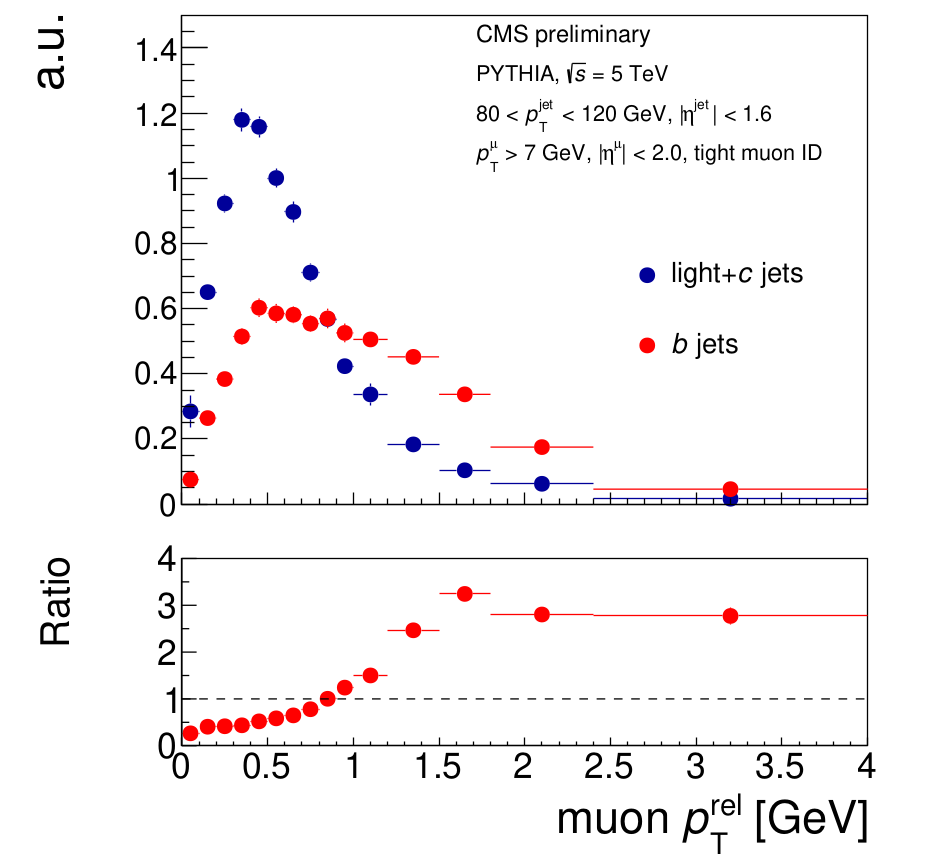 a.u.
CMS preliminary
PYTHIA, √s = 5 TeV
80 < p_T^jet < 120 GeV, |η^jet| < 1.6
p_T^μ > 7 GeV, |η^μ| < 2.0, tight muon ID
1.4
1.2
1
0.8
0.6
0.4
0.2
0
light+c jets
b jets
Ratio
4
3
2
1
0
0 0.5 1 1.5 2 2.5 3 3.5 4
muon p_T^rel [GeV]